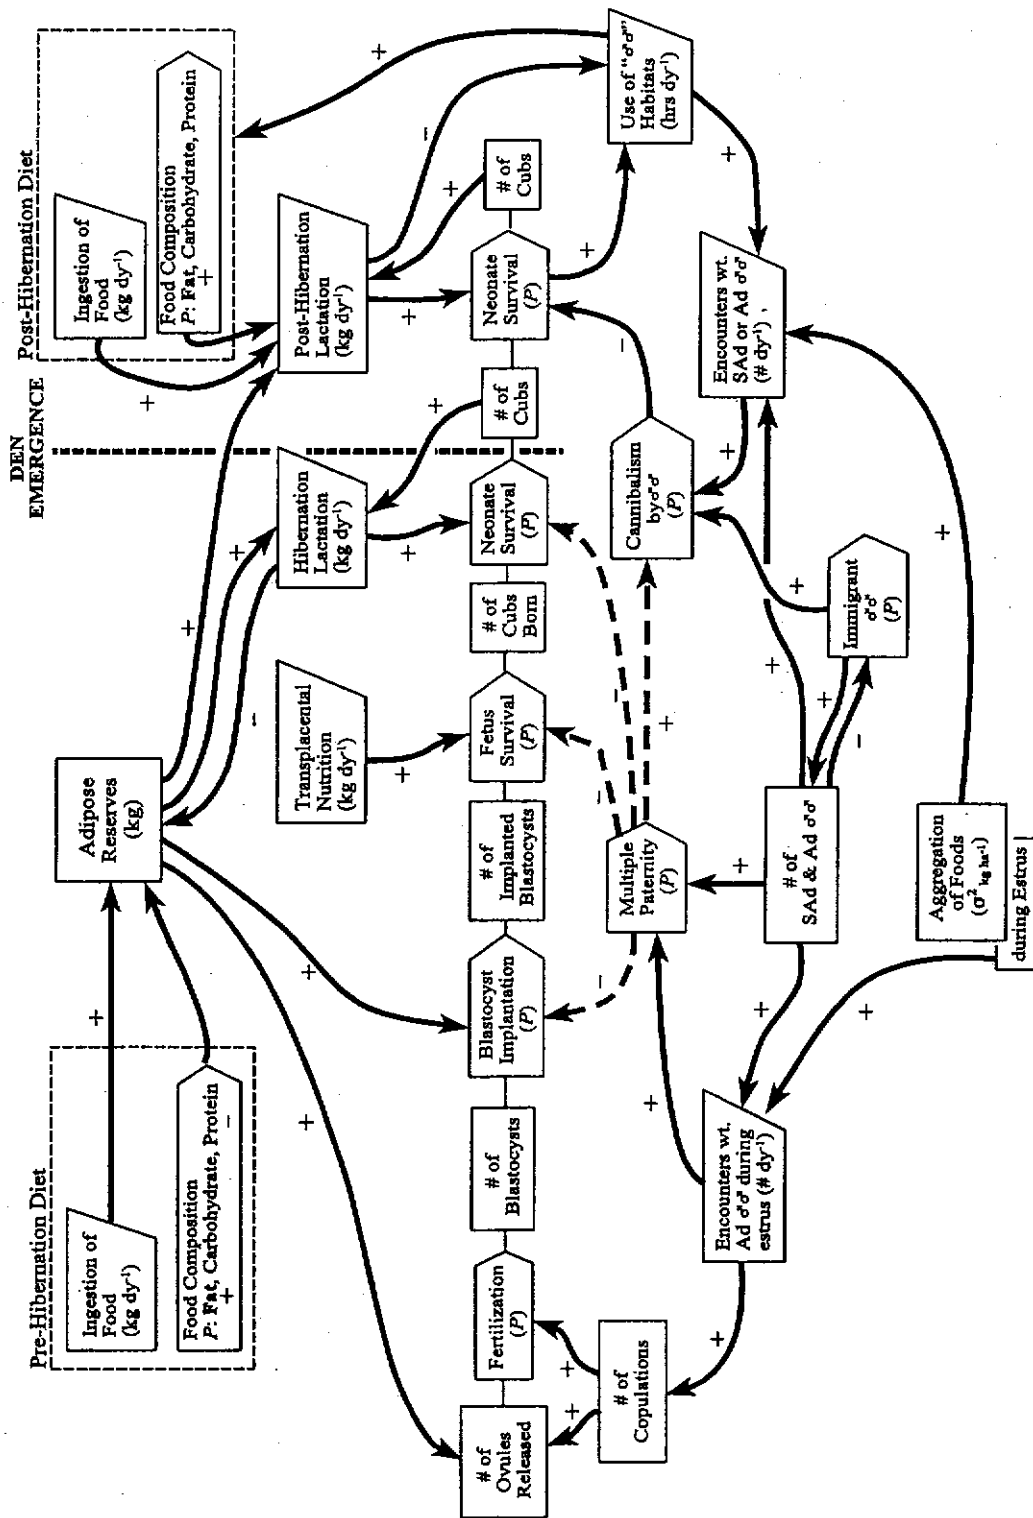 Pre-Hibernation Diet
Ingestion of
Food
(kg dy⁻¹)
Food Composition
P: Fat, Carbohydrate, Protein
+ −
+
Adipose
Reserves
(kg)
DEN
EMERGENCE
Post-Hibernation Diet
Ingestion of
Food
(kg dy⁻¹)
Food Composition
P: Fat, Carbohydrate, Protein
+
+
+
+
−
+
+
+
Transplacental
Nutrition
(kg dy⁻¹)
+
Hibernation
Lactation
(kg dy⁻¹)
+
+
Post-Hibernation
Lactation
(kg dy⁻¹)
+
+
−
+
# of
Ovules
Released
Fertilization
(P)
# of
Blastocysts
Blastocyst
Implantation
(P)
# of
Implanted
Blastocysts
Fetus
Survival
(P)
# of
Cubs
Born
Neonate
Survival
(P)
# of
Cubs
Neonate
Survival
(P)
# of
Cubs
+
+
−
−
−
+
−
+
# of
Copulations
Multiple
Paternity
(P)
Cannibalism
by ♂♂
(P)
Use of "♂♂"
Habitats
(hrs dy⁻¹)
+
+
+
+
+
+
Encounters wt.
Ad ♂♂ during
estrus (# dy⁻¹)
+
# of
SAd & Ad ♂♂
+
+
−
Immigrant
♂♂
(P)
Encounters wt.
SAd or Ad ♂♂
(# dy⁻¹)
+
+
Aggregation
of Foods
(σ² kg ha⁻¹)
during Estrus